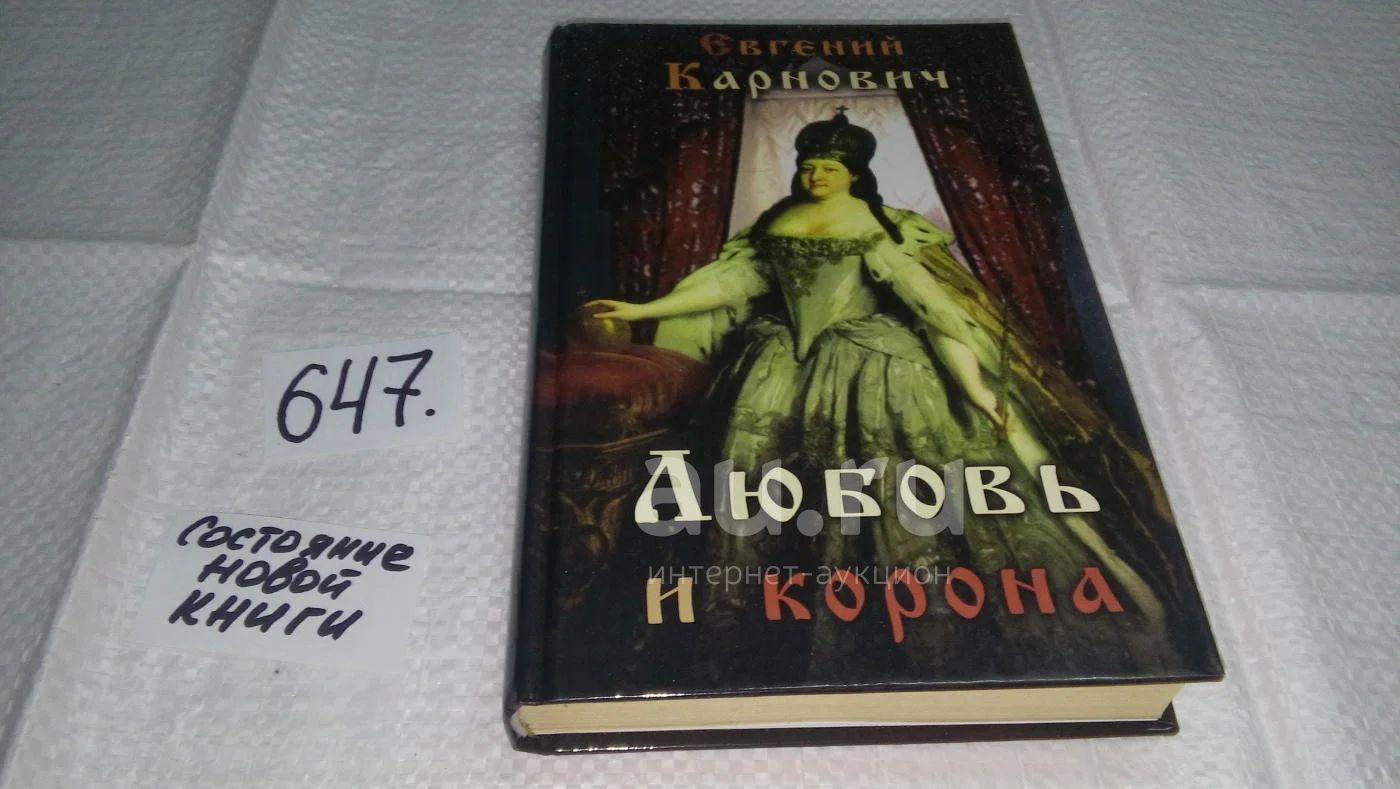 Евгений
Карнович
647.
состояние
новой
книги
Любовь
и корона
au.ru
интернет-аукцион